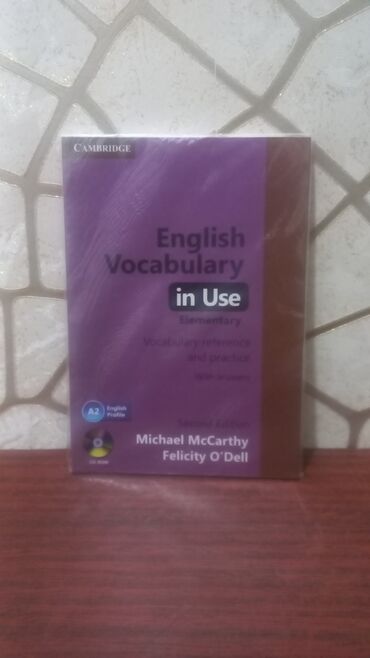 CAMBRIDGE
English
Vocabulary
in Use
Elementary
Vocabulary reference
and practice
With answers
Second Edition
A2 English
Profile
Michael McCarthy
Felicity O'Dell
CD-ROM